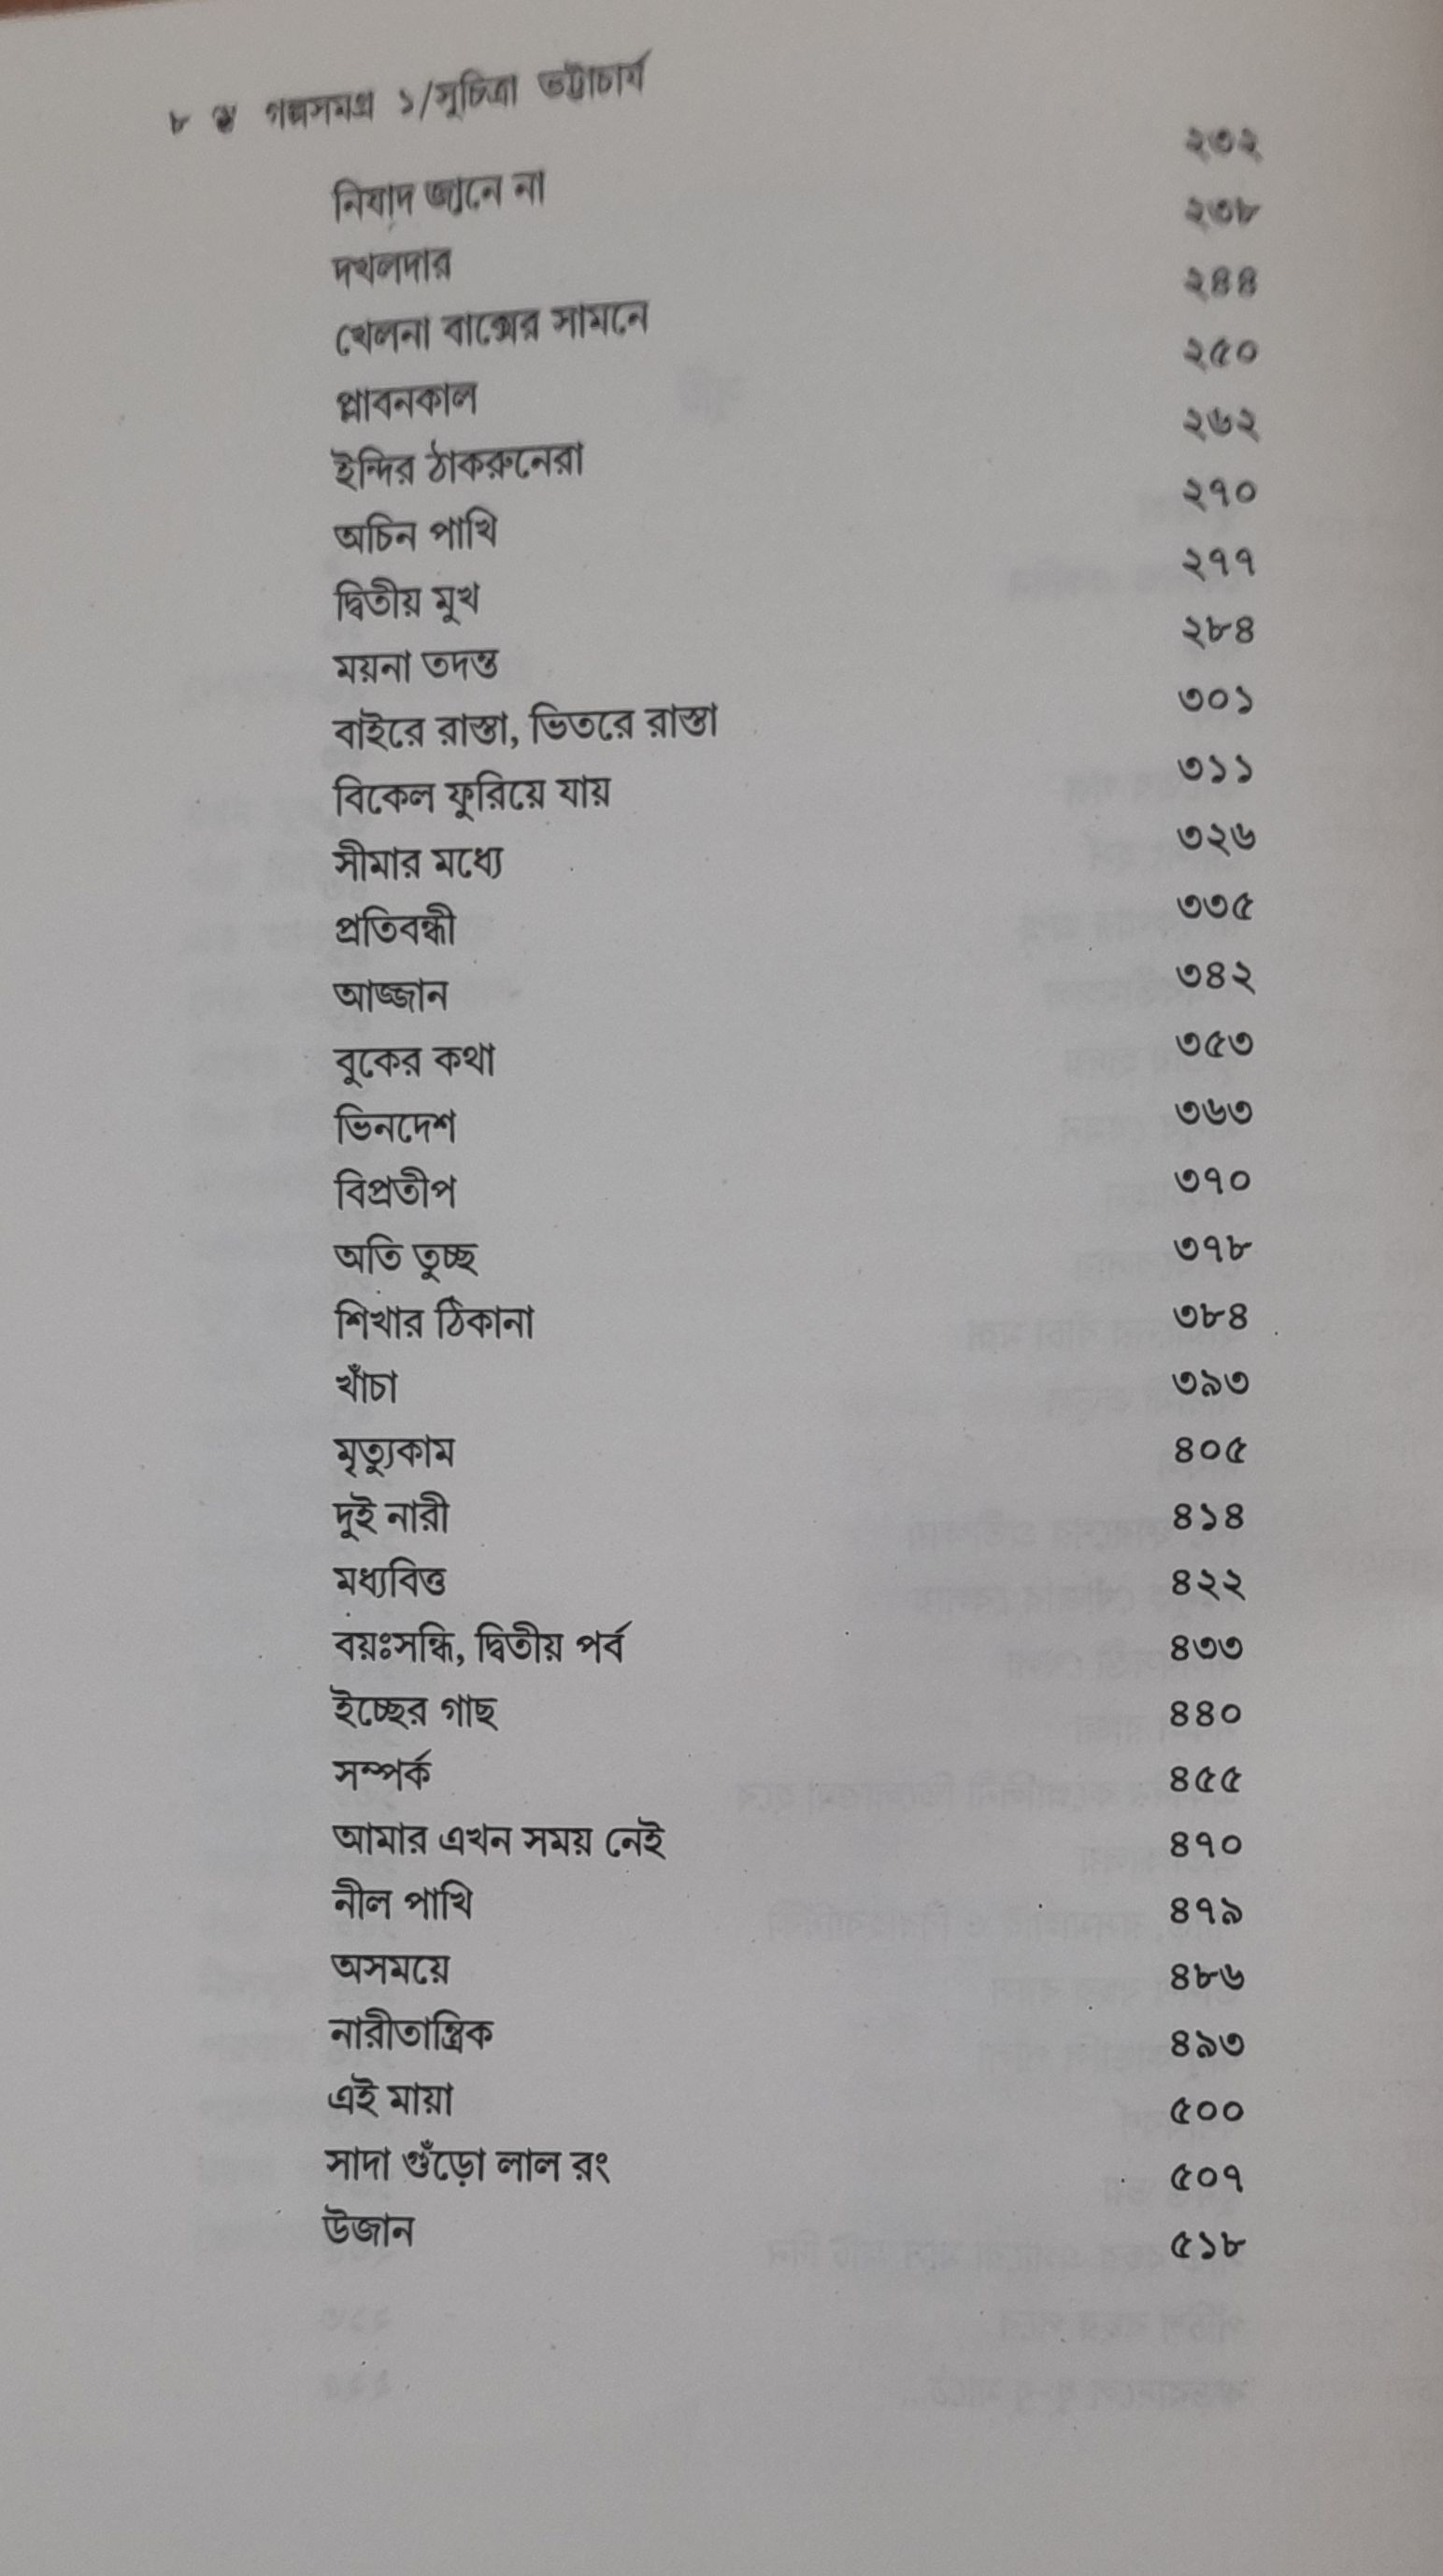 ৮ গল্পসমগ্র ১/সুচিত্রা ভট্টাচার্য
নিষাদ জানে না ২৩২
দখলদার ২৩৮
খেলনা বাক্সের সামনে ২৪৪
প্লাবনকাল ২৫০
ইন্দির ঠাকরুনেরা ২৬২
অচিন পাখি ২৭০
দ্বিতীয় মুখ ২৭৭
ময়না তদন্ত ২৮৪
বাইরে রাস্তা, ভিতরে রাস্তা ৩০১
বিকেল ফুরিয়ে যায় ৩১১
সীমার মধ্যে ৩২৬
প্রতিবন্ধী ৩৩৫
আজ্জান ৩৪২
বুকের কথা ৩৫৩
ভিনদেশ ৩৬৩
বিপ্রতীপ ৩৭০
অতি তুচ্ছ ৩৭৮
শিখার ঠিকানা ৩৮৪
খাঁচা ৩৯৩
মৃত্যুকাম ৪০৫
দুই নারী ৪১৪
মধ্যবিত্ত ৪২২
বয়ঃসন্ধি, দ্বিতীয় পর্ব ৪৩৩
ইচ্ছের গাছ ৪৪০
সম্পর্ক ৪৫৫
আমার এখন সময় নেই ৪৭০
নীল পাখি ৪৭৯
অসময়ে ৪৮৬
নারীতান্ত্রিক ৪৯৩
এই মায়া ৫০০
সাদা গুঁড়ো লাল রং ৫০৭
উজান ৫১৮